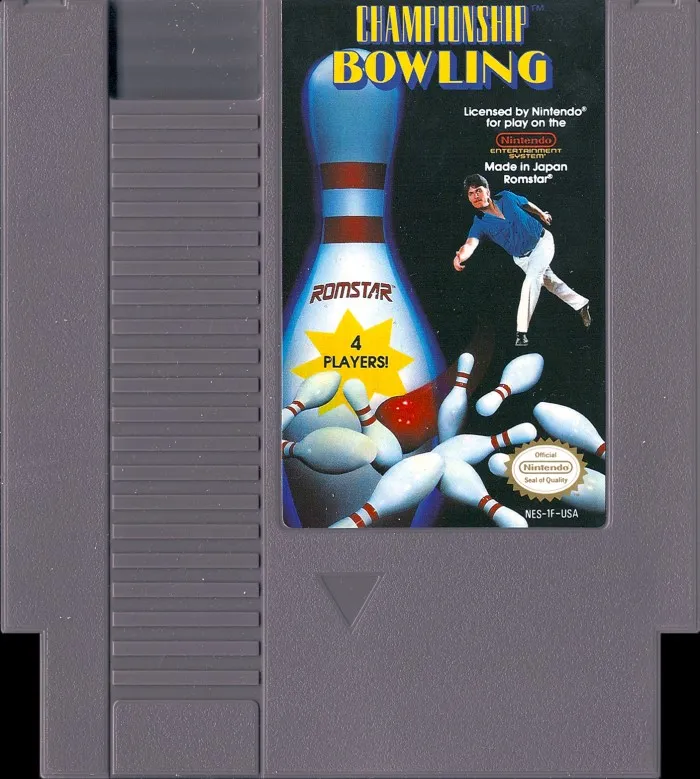 CHAMPIONSHIP™
BOWLING
Licensed by Nintendo®
for play on the
Nintendo
ENTERTAINMENT
SYSTEM®
Made in Japan
Romstar®
ROMSTAR™
4
PLAYERS!
Official
Nintendo
Seal of Quality
NES-1F-USA